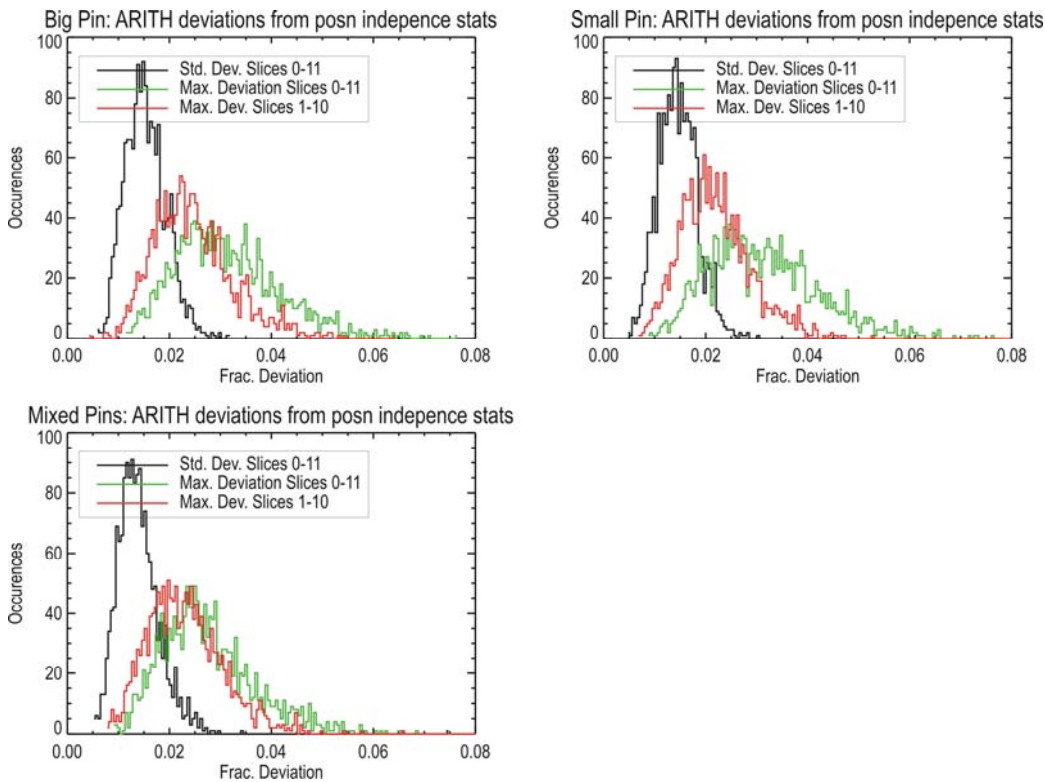 Big Pin: ARITH deviations from posn indepence stats
100
80
60
40
20
0
Occurences
Std. Dev. Slices 0-11
Max. Deviation Slices 0-11
Max. Dev. Slices 1-10
0.00 0.02 0.04 0.06 0.08
Frac. Deviation
Small Pin: ARITH deviations from posn indepence stats
100
80
60
40
20
0
Occurences
Std. Dev. Slices 0-11
Max. Deviation Slices 0-11
Max. Dev. Slices 1-10
0.00 0.02 0.04 0.06 0.08
Frac. Deviation
Mixed Pins: ARITH deviations from posn indepence stats
100
80
60
40
20
0
Occurences
Std. Dev. Slices 0-11
Max. Deviation Slices 0-11
Max. Dev. Slices 1-10
0.00 0.02 0.04 0.06 0.08
Frac. Deviation